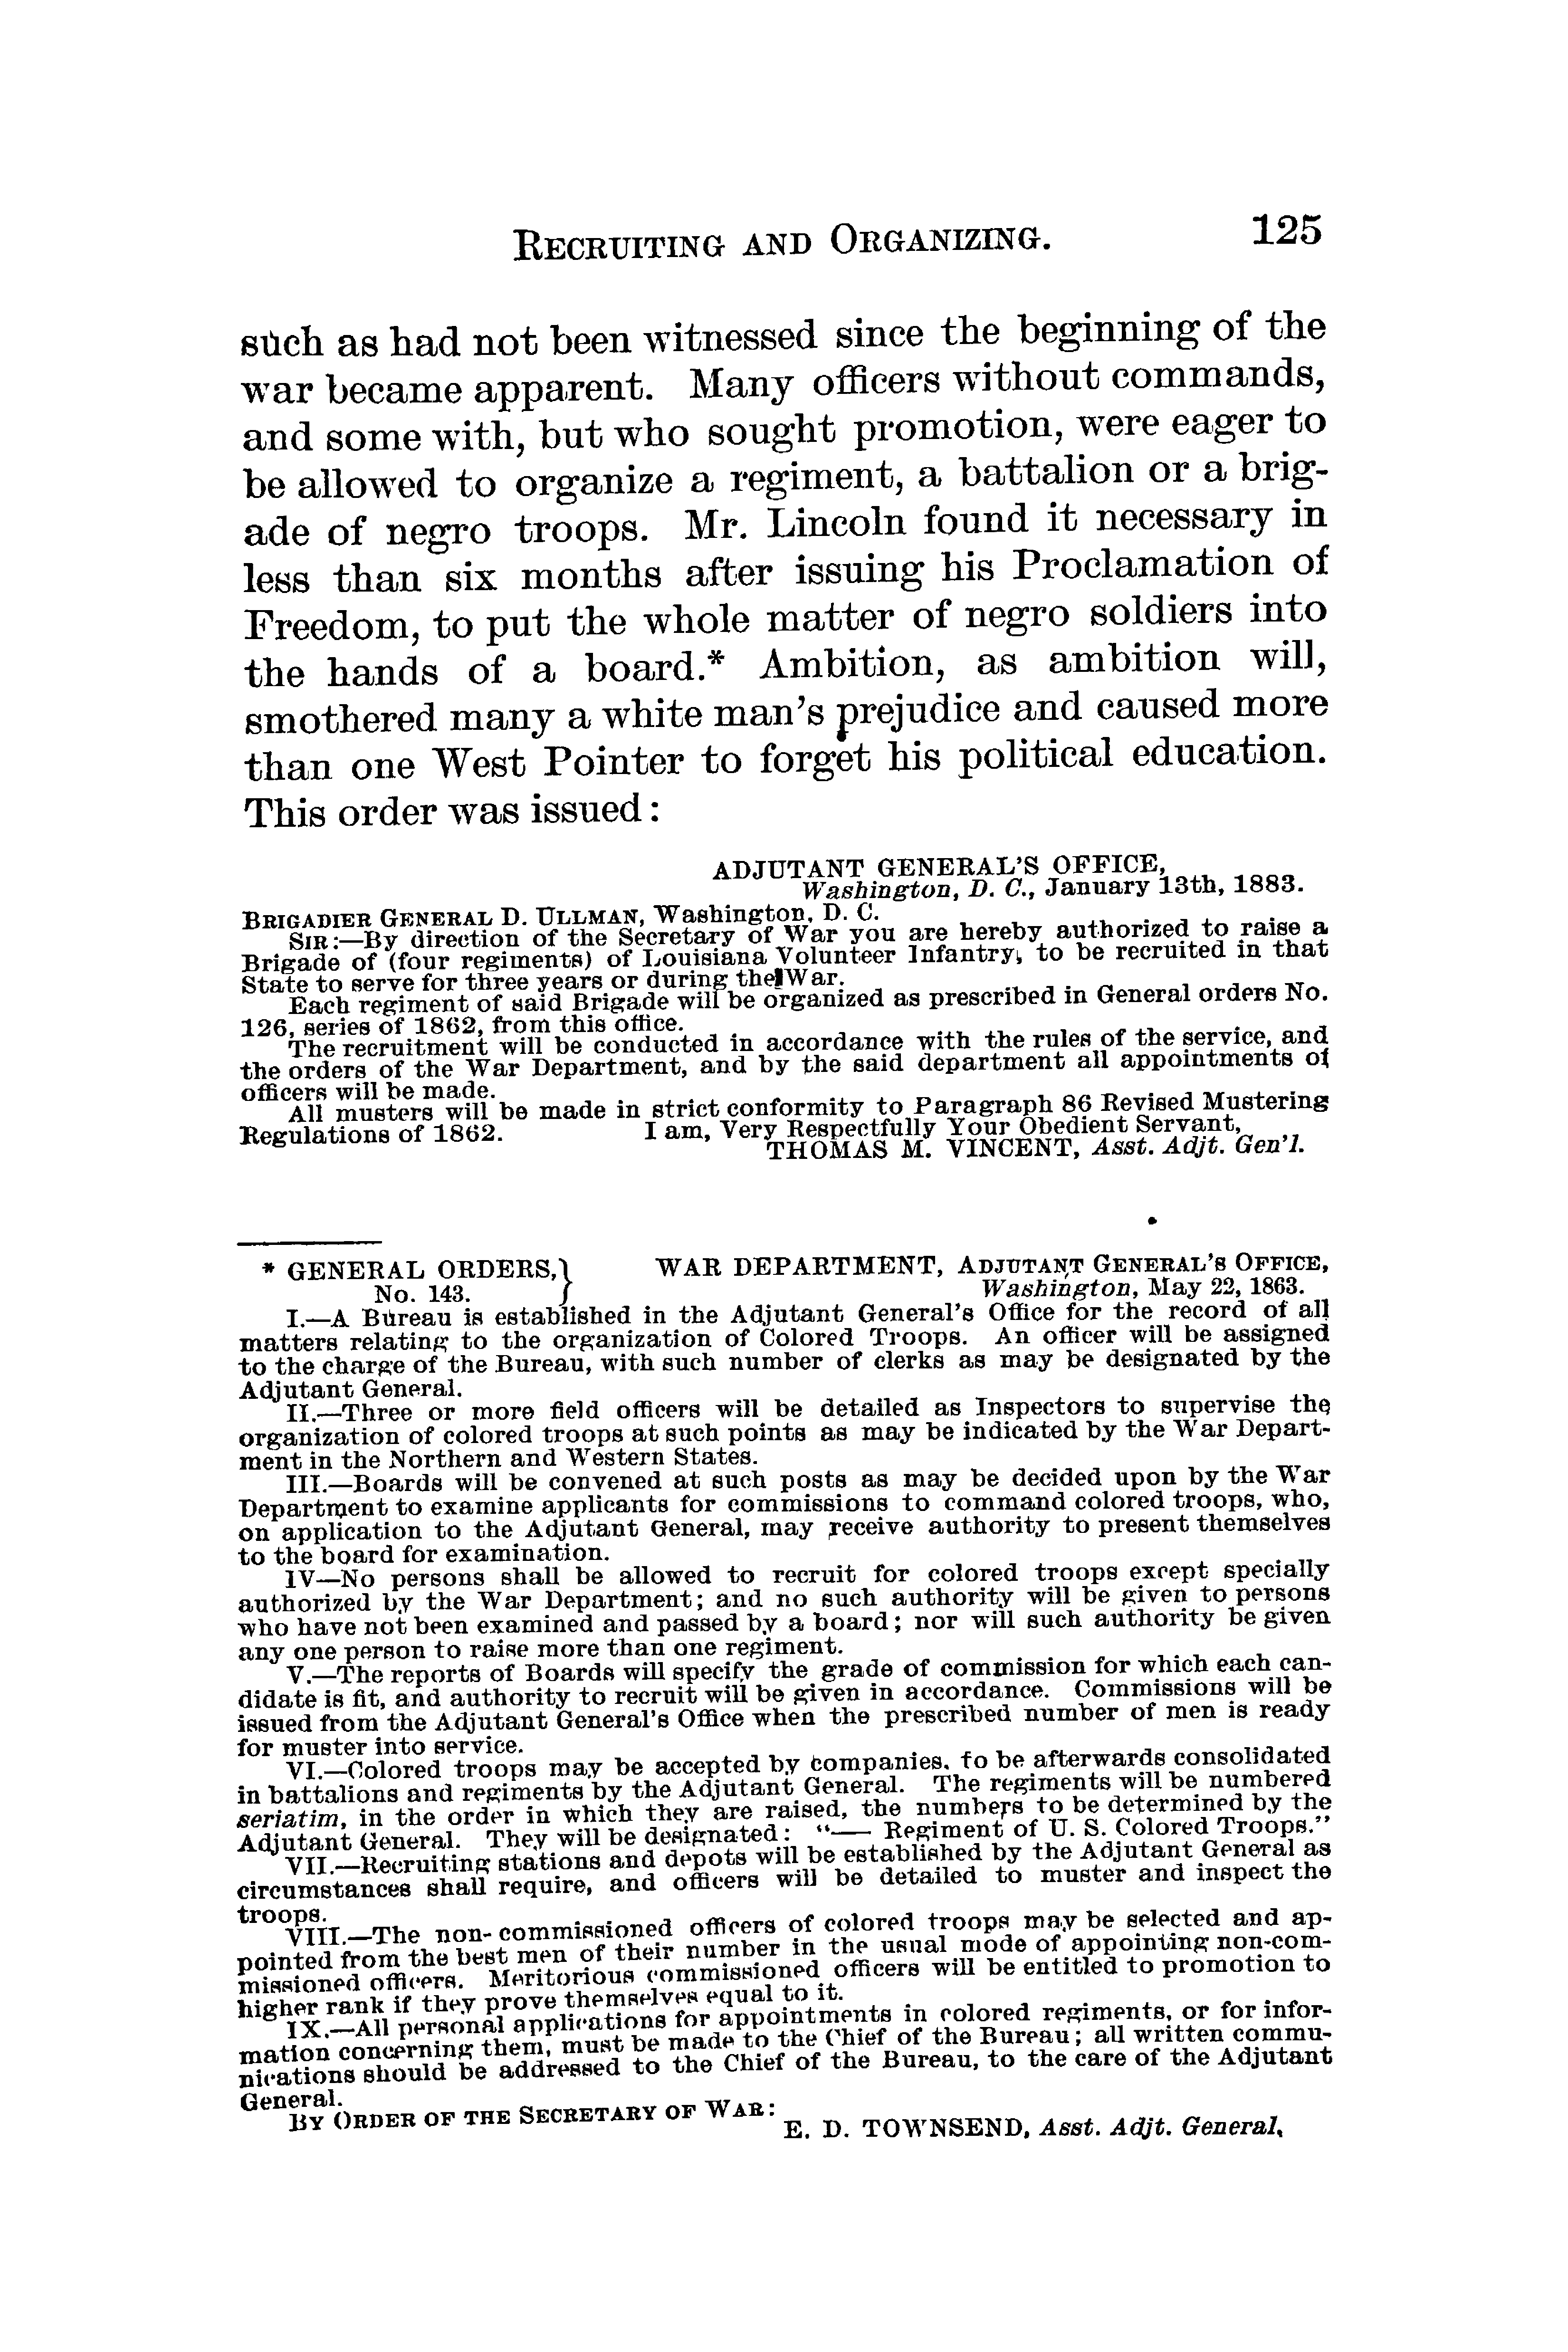 RECRUITING AND ORGANIZING. 125
such as had not been witnessed since the beginning of the
war became apparent. Many officers without commands,
and some with, but who sought promotion, were eager to
be allowed to organize a regiment, a battalion or a brig-
ade of negro troops. Mr. Lincoln found it necessary in
less than six months after issuing his Proclamation of
Freedom, to put the whole matter of negro soldiers into
the hands of a board.* Ambition, as ambition will,
smothered many a white man's prejudice and caused more
than one West Pointer to forget his political education.
This order was issued:
ADJUTANT GENERAL'S OFFICE,
Washington, D. C., January 13th, 1883.
BRIGADIER GENERAL D. ULLMAN, Washington, D. C.
SIR:—By direction of the Secretary of War you are hereby authorized to raise a
Brigade of (four regiments) of Louisiana Volunteer Infantry, to be recruited in that
State to serve for three years or during the War.
Each regiment of said Brigade will be organized as prescribed in General orders No.
126, series of 1862, from this office.
The recruitment will be conducted in accordance with the rules of the service, and
the orders of the War Department, and by the said department all appointments of
officers will be made.
All musters will be made in strict conformity to Paragraph 86 Revised Mustering
Regulations of 1862. I am, Very Respectfully Your Obedient Servant,
THOMAS M. VINCENT, Asst. Adjt. Gen'l.
* GENERAL ORDERS,} WAR DEPARTMENT, ADJUTANT GENERAL'S OFFICE,
No. 143. Washington, May 22, 1863.
I.—A Bureau is established in the Adjutant General's Office for the record of all
matters relating to the organization of Colored Troops. An officer will be assigned
to the charge of the Bureau, with such number of clerks as may be designated by the
Adjutant General.
II.—Three or more field officers will be detailed as Inspectors to supervise the
organization of colored troops at such points as may be indicated by the War Depart-
ment in the Northern and Western States.
III.—Boards will be convened at such posts as may be decided upon by the War
Department to examine applicants for commissions to command colored troops, who,
on application to the Adjutant General, may receive authority to present themselves
to the board for examination.
IV—No persons shall be allowed to recruit for colored troops except specially
authorized by the War Department; and no such authority will be given to persons
who have not been examined and passed by a board; nor will such authority be given
any one person to raise more than one regiment.
V.—The reports of Boards will specify the grade of commission for which each can-
didate is fit, and authority to recruit will be given in accordance. Commissions will be
issued from the Adjutant General's Office when the prescribed number of men is ready
for muster into service.
VI.—Colored troops may be accepted by companies, to be afterwards consolidated
in battalions and regiments by the Adjutant General. The regiments will be numbered
seriatim, in the order in which they are raised, the numbers to be determined by the
Adjutant General. They will be designated: "—— Regiment of U. S. Colored Troops."
VII.—Recruiting stations and depots will be established by the Adjutant General as
circumstances shall require, and officers will be detailed to muster and inspect the
troops.
VIII.—The non-commissioned officers of colored troops may be selected and ap-
pointed from the best men of their number in the usual mode of appointing non-com-
missioned officers. Meritorious commissioned officers will be entitled to promotion to
higher rank if they prove themselves equal to it.
IX.—All personal applications for appointments in colored regiments, or for infor-
mation concerning them, must be made to the Chief of the Bureau; all written commu-
nications should be addressed to the Chief of the Bureau, to the care of the Adjutant
General.
BY ORDER OF THE SECRETARY OF WAR:
E. D. TOWNSEND, Asst. Adjt. General,